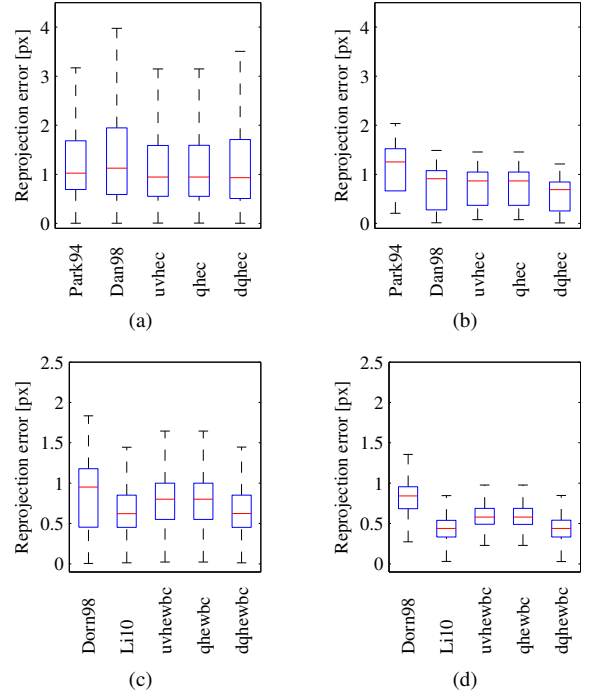 Reprojection error [px]
4
3
2
1
0
Park94
Dan98
uvhec
qhec
dqhec
(a)
Reprojection error [px]
4
3
2
1
0
Park94
Dan98
uvhec
qhec
dqhec
(b)
Reprojection error [px]
2.5
2
1.5
1
0.5
0
Dorn98
Li10
uvhewbc
qhewbc
dqhewbc
(c)
Reprojection error [px]
2.5
2
1.5
1
0.5
0
Dorn98
Li10
uvhewbc
qhewbc
dqhewbc
(d)